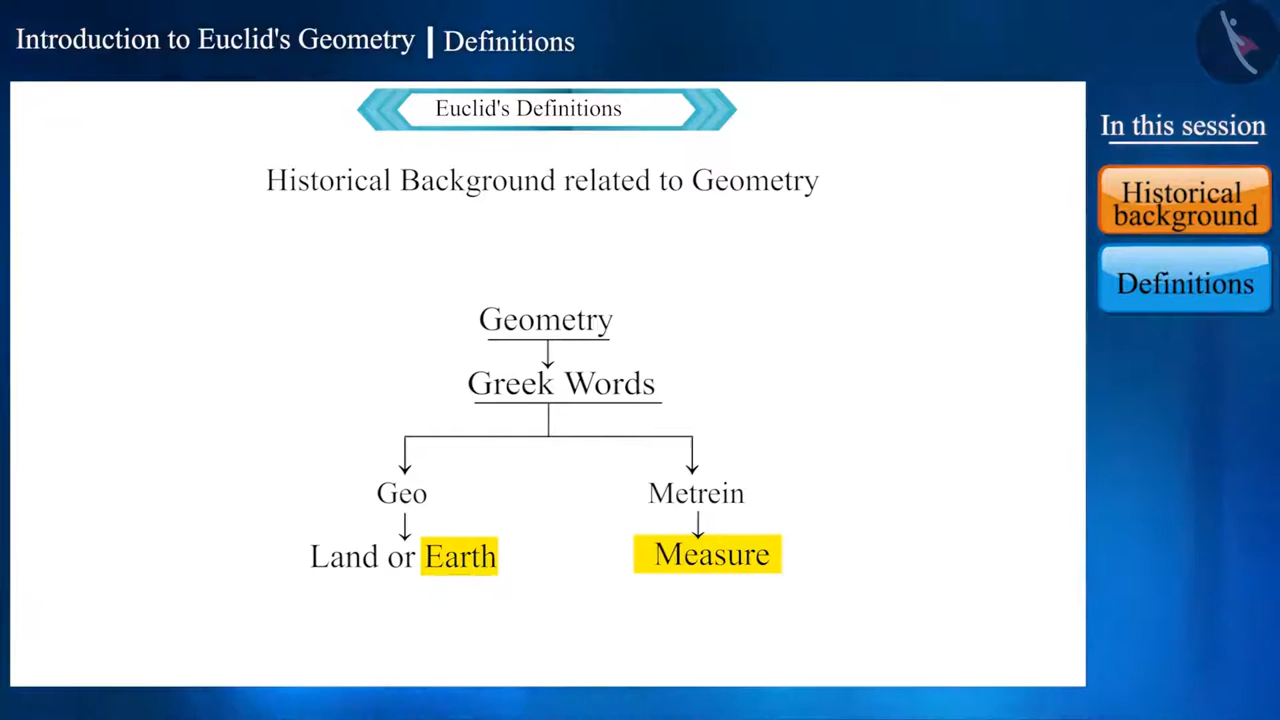 Introduction to Euclid's Geometry | Definitions
Euclid's Definitions
Historical Background related to Geometry
Geometry
Greek Words
Geo Metrein
Land or Earth Measure
In this session
Historical
background
Definitions